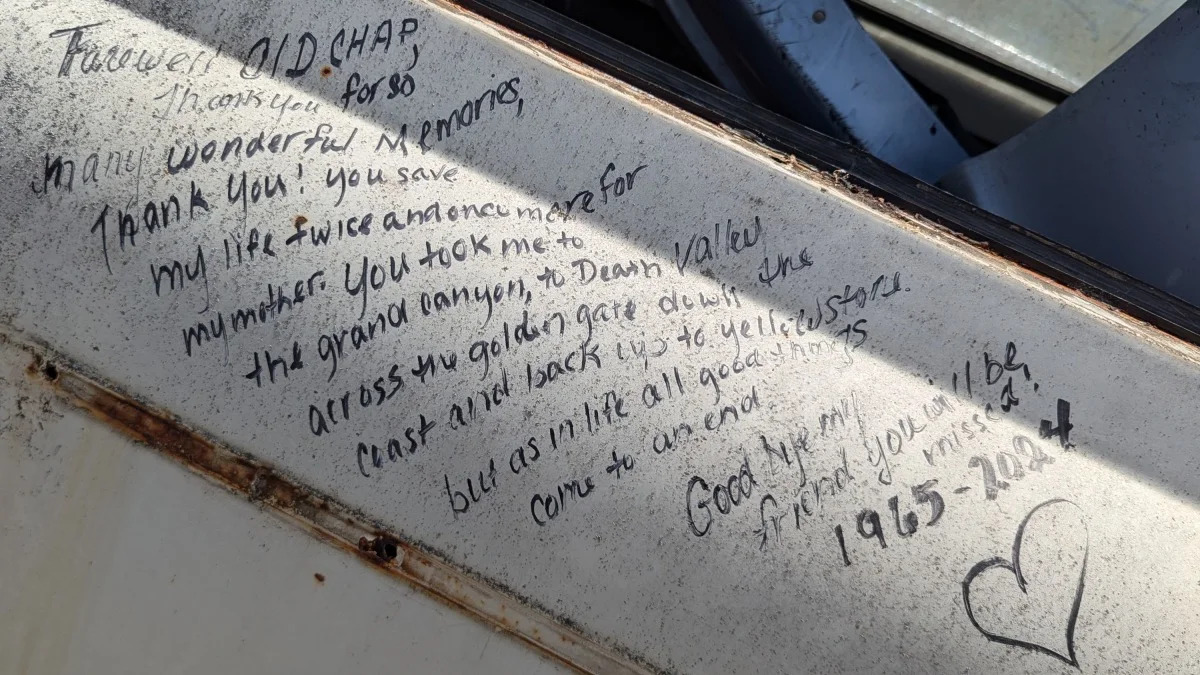 Farewell OLD CHAP,
Thank you for so
many wonderful Memories,
Thank you! you save
my life twice and once more for
my mother. You took me to
the grand canyon, to Death Valley
across the golden gate down the
coast and back up to yellowstone.
but as in life all good things
come to an end.
Good bye my
friend you will be
missed.
1965-2024